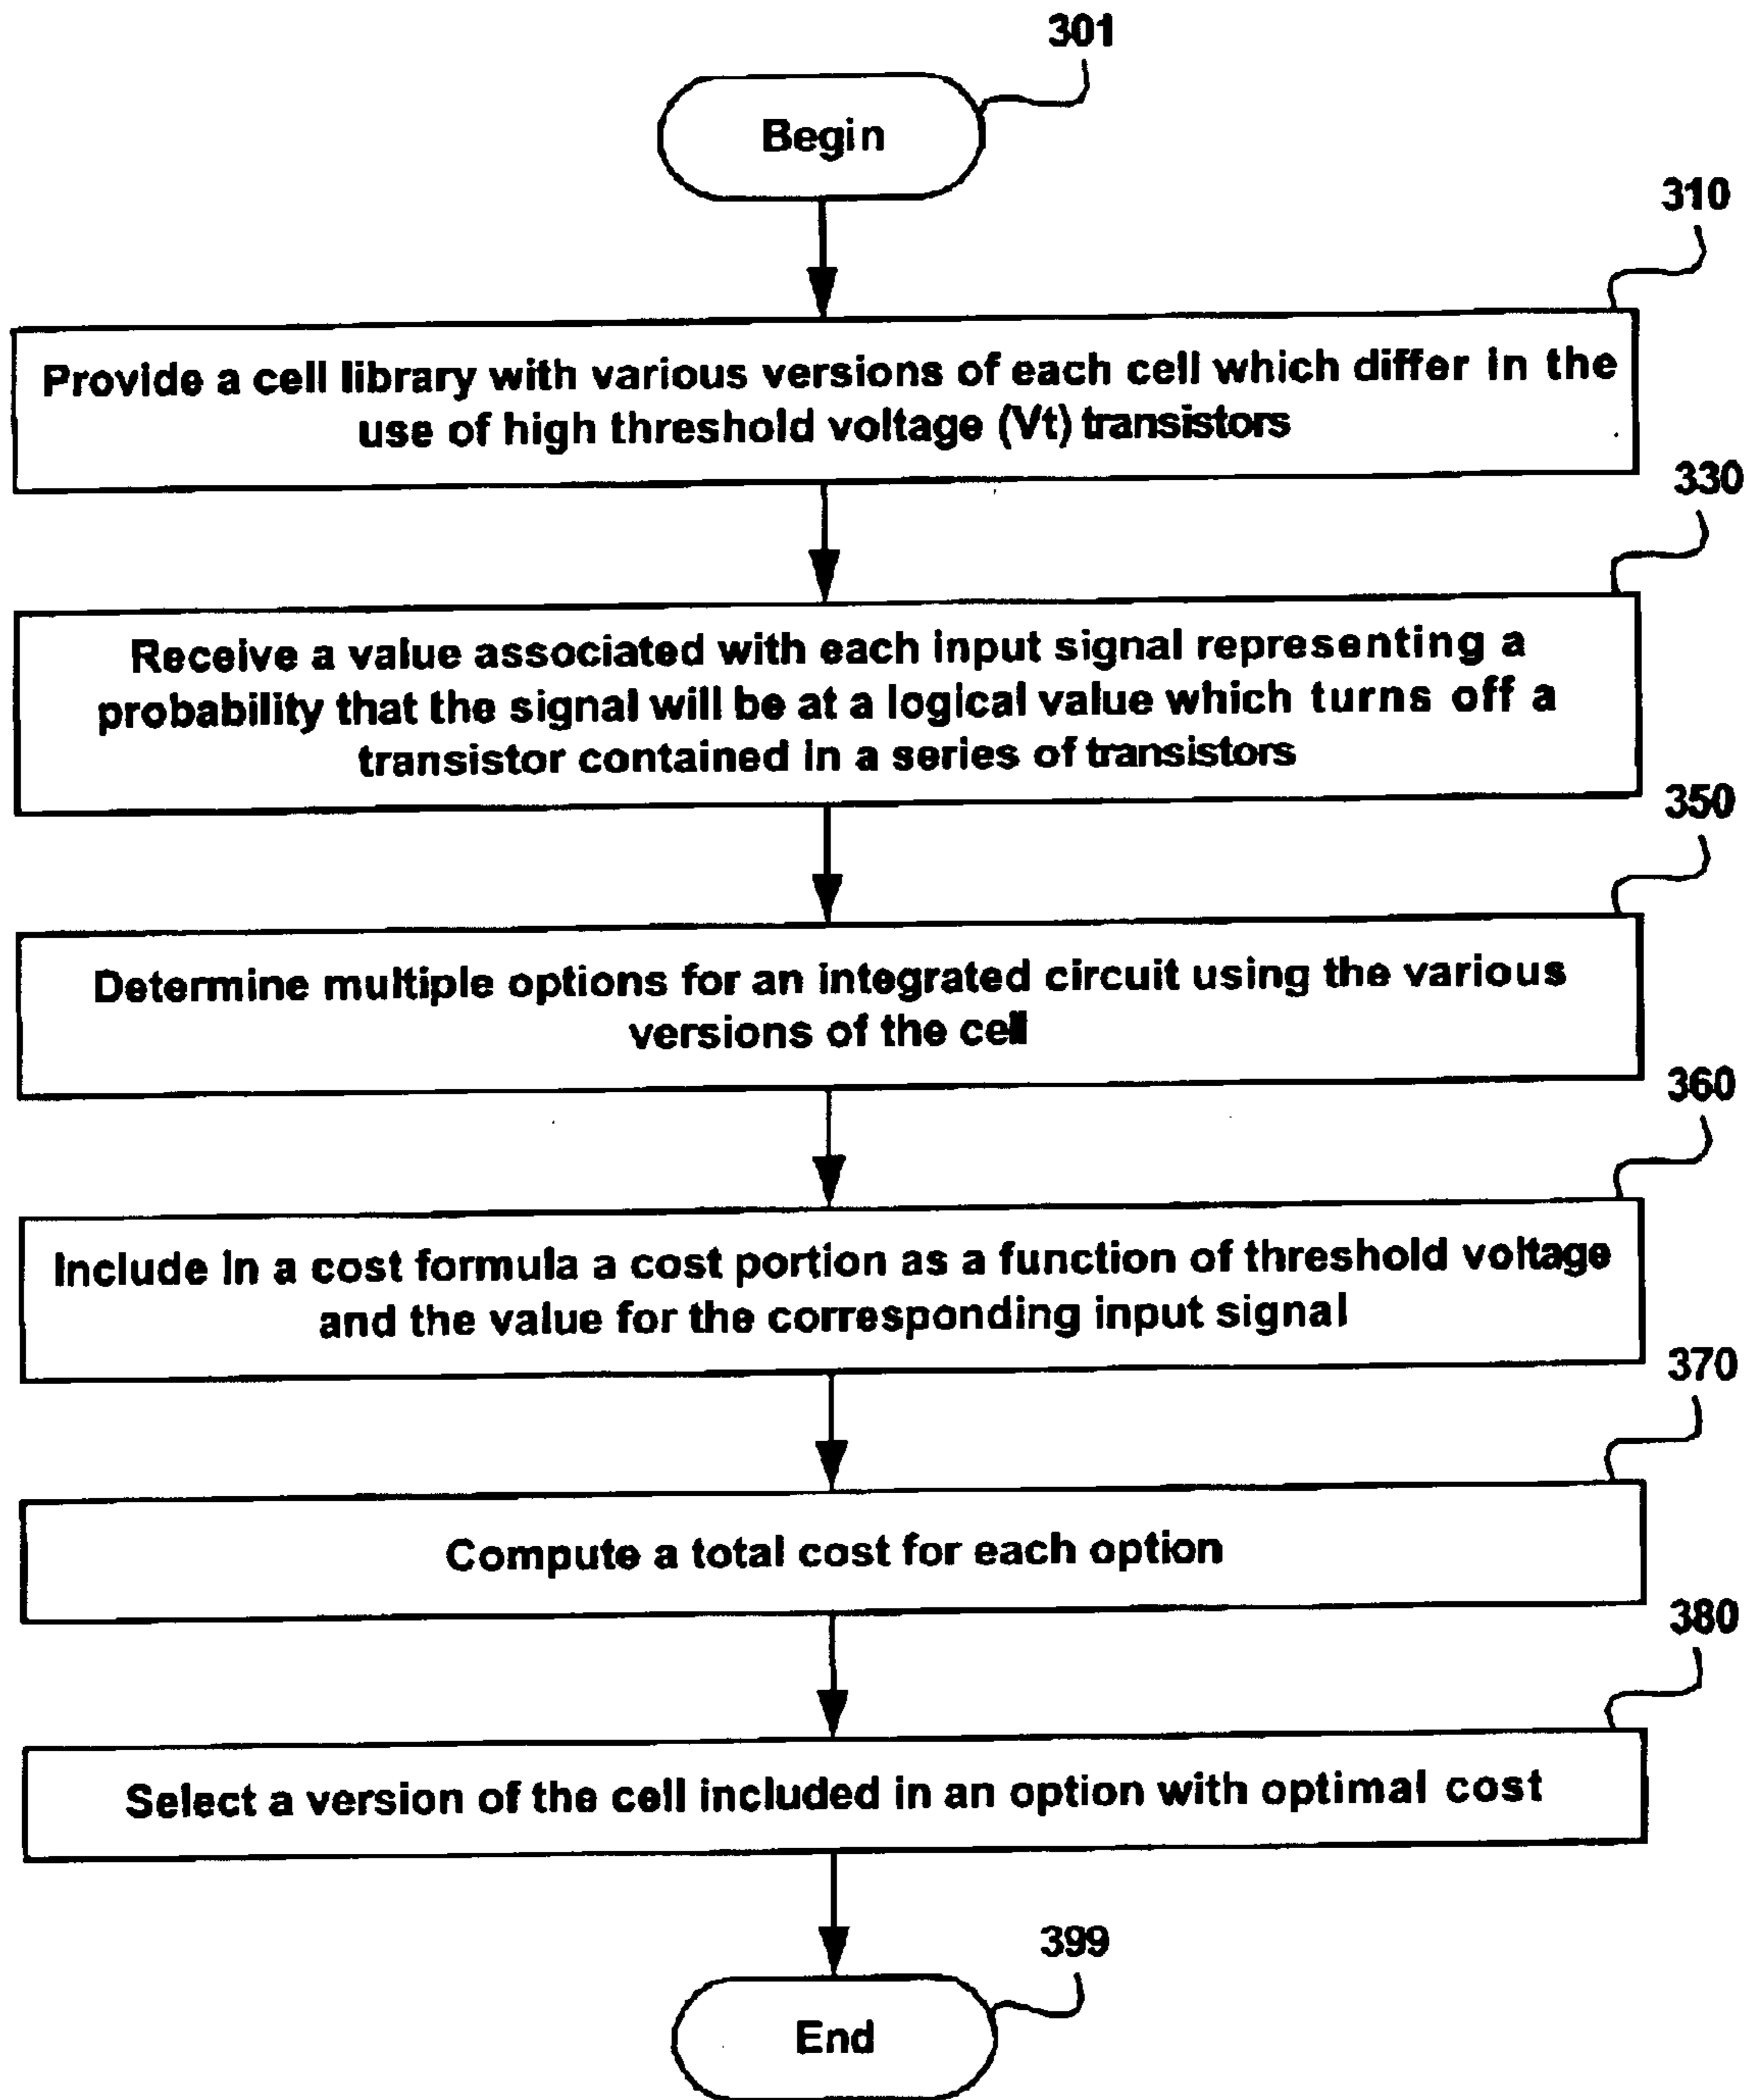 301
Begin
310
Provide a cell library with various versions of each cell which differ in the
use of high threshold voltage (Vt) transistors
330
Receive a value associated with each input signal representing a
probability that the signal will be at a logical value which turns off a
transistor contained in a series of transistors
350
Determine multiple options for an integrated circuit using the various
versions of the cell
360
Include in a cost formula a cost portion as a function of threshold voltage
and the value for the corresponding input signal
370
Compute a total cost for each option
380
Select a version of the cell included in an option with optimal cost
399
End